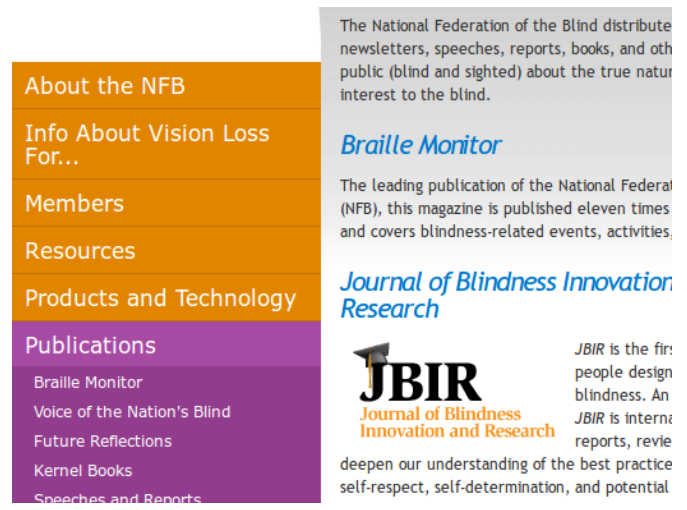 About the NFB
Info About Vision Loss
For...
Members
Resources
Products and Technology
Publications
Braille Monitor
Voice of the Nation's Blind
Future Reflections
Kernel Books
Speeches and Reports
The National Federation of the Blind distribute
newsletters, speeches, reports, books, and oth
public (blind and sighted) about the true natur
interest to the blind.
Braille Monitor
The leading publication of the National Federat
(NFB), this magazine is published eleven times
and covers blindness-related events, activities,
Journal of Blindness Innovation
Research
JBIR
Journal of Blindness
Innovation and Research
JBIR is the firs
people design
blindness. An
JBIR is interna
reports, revie
deepen our understanding of the best practice
self-respect, self-determination, and potential